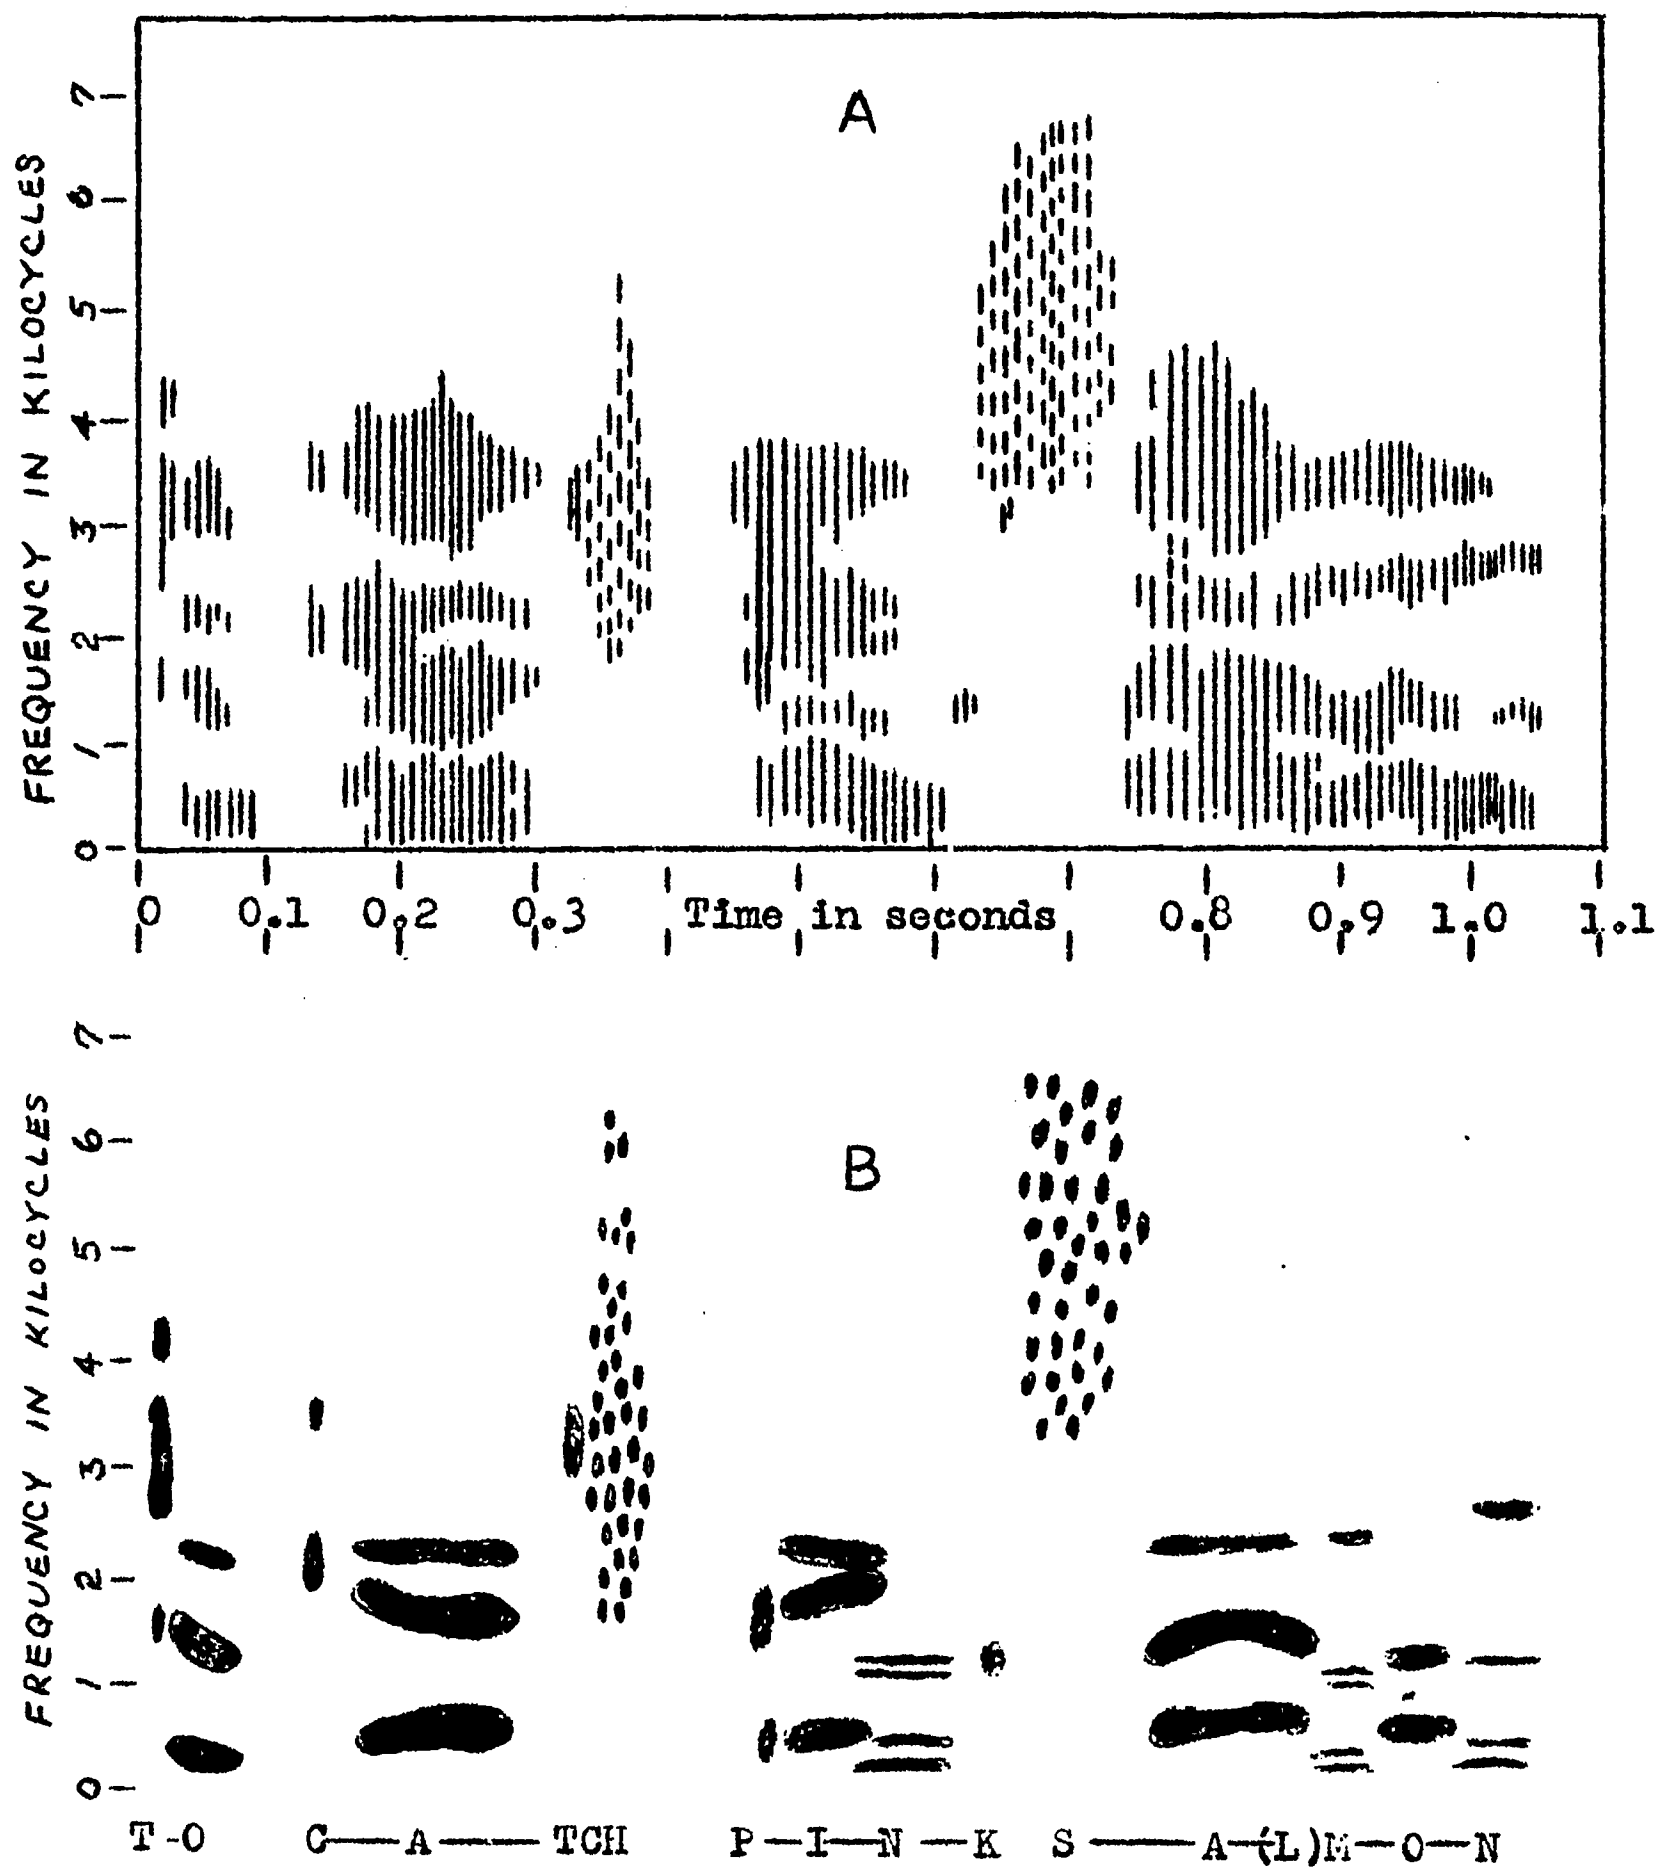 A
FREQUENCY IN KILOCYCLES
7
6
5
4
3
2
1
0
0 0.1 0.2 0.3 Time in seconds 0.8 0.9 1.0 1.1
B
FREQUENCY IN KILOCYCLES
7
6
5
4
3
2
1
0
T-O C—A—TCH P—I—N—K S—A—(L)M—O—N